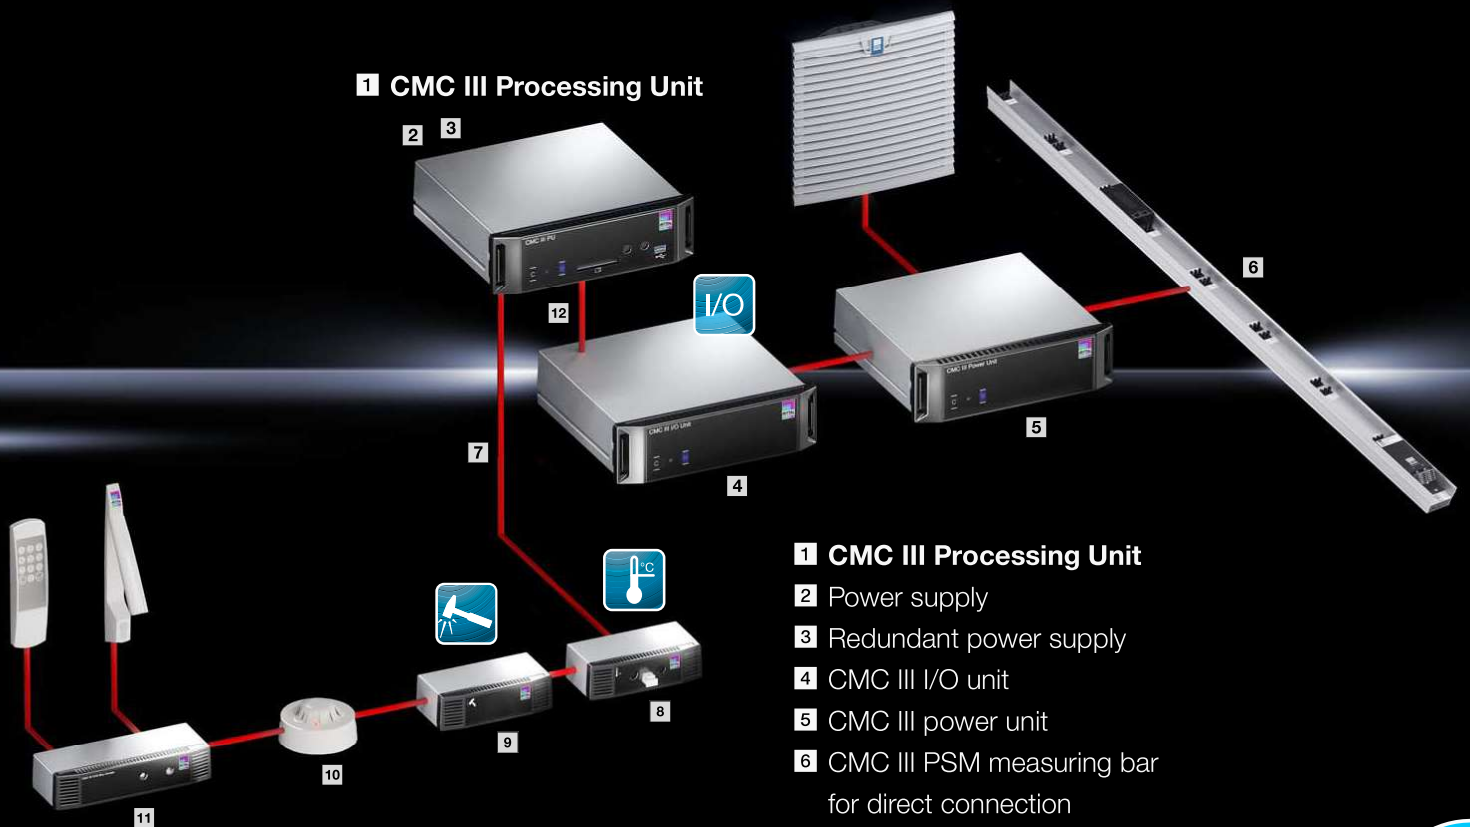 1 CMC III Processing Unit
2 3
CMC III PU
12
I/O
6
CMC III Power Unit
CMC III I/O Unit
5
7
4
°C
8
9
10
11
1 CMC III Processing Unit
2 Power supply
3 Redundant power supply
4 CMC III I/O unit
5 CMC III power unit
6 CMC III PSM measuring bar
for direct connection